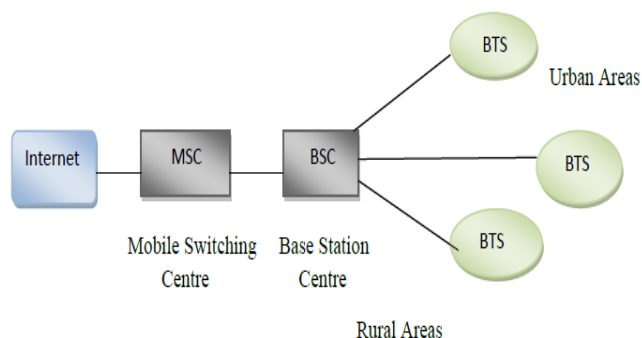 BTS
Urban Areas
Internet
MSC
BSC
BTS
BTS
Mobile Switching
Centre
Base Station
Centre
Rural Areas